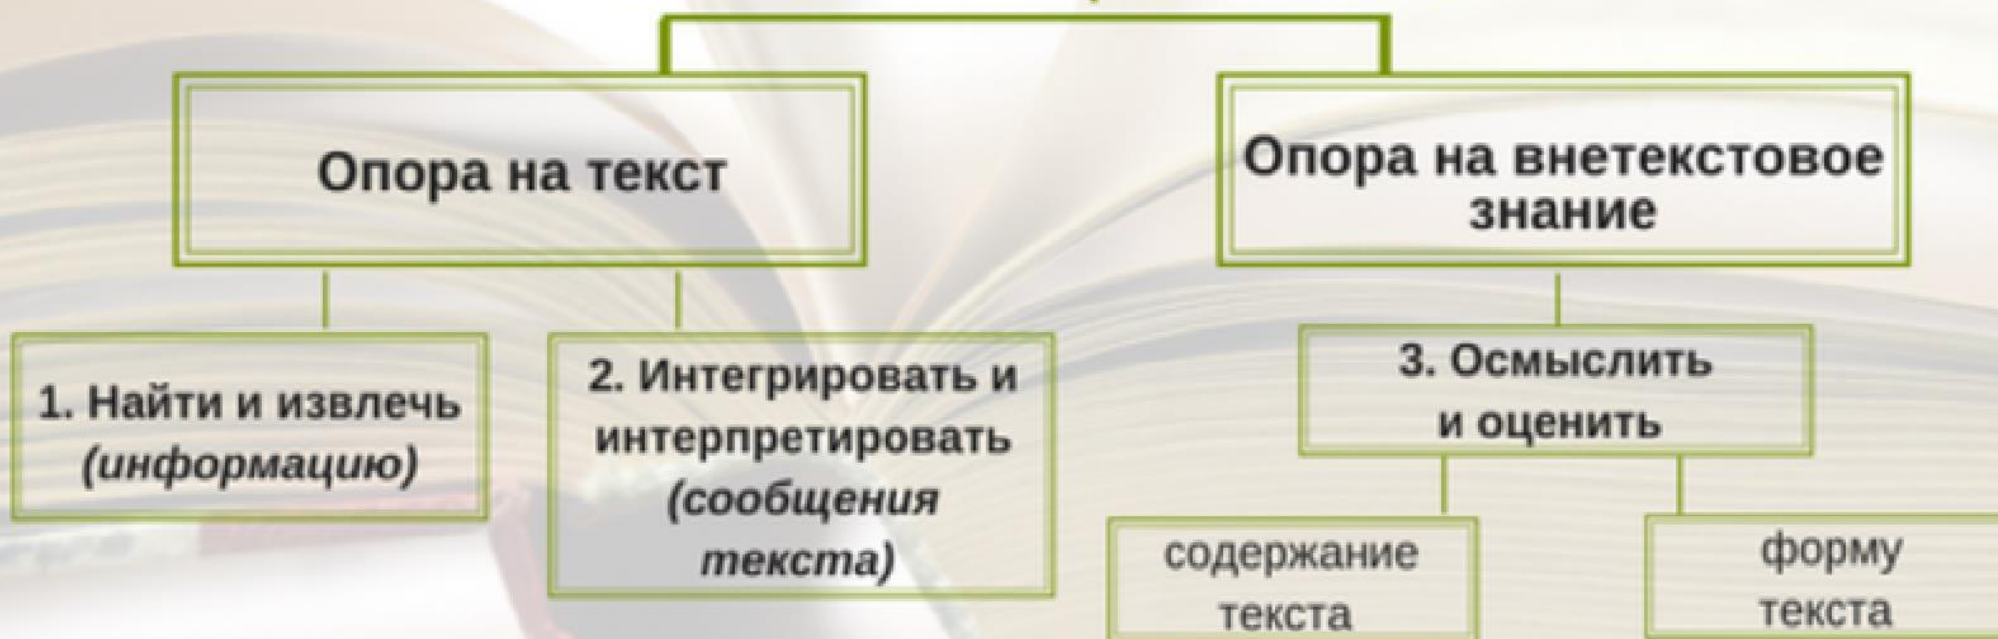 Опора на текст
Опора на внетекстовое
знание
1. Найти и извлечь
(информацию)
2. Интегрировать и
интерпретировать
(сообщения
текста)
3. Осмыслить
и оценить
содержание
текста
форму
текста